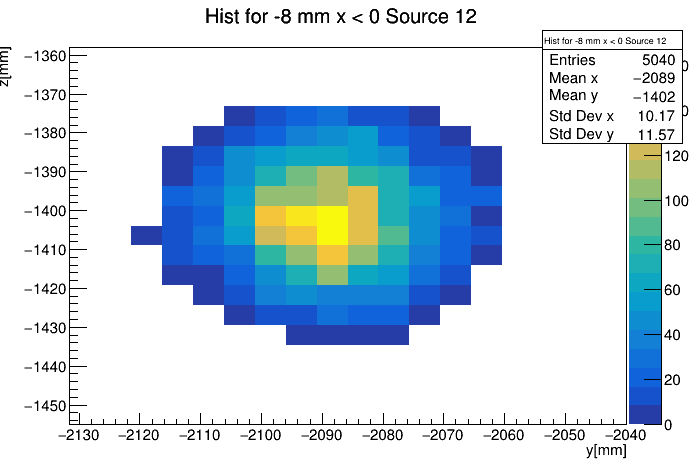 Hist for -8 mm x < 0 Source 12
z[mm]
Hist for -8 mm x < 0 Source 12
Entries 5040
Mean x −2089
Mean y −1402
Std Dev x 10.17
Std Dev y 11.57
−1360
−1370
−1380
−1390
−1400
−1410
−1420
−1430
−1440
−1450
−2130 −2120 −2110 −2100 −2090 −2080 −2070 −2060 −2050 −2040
y[mm]
120
100
80
60
40
20
0